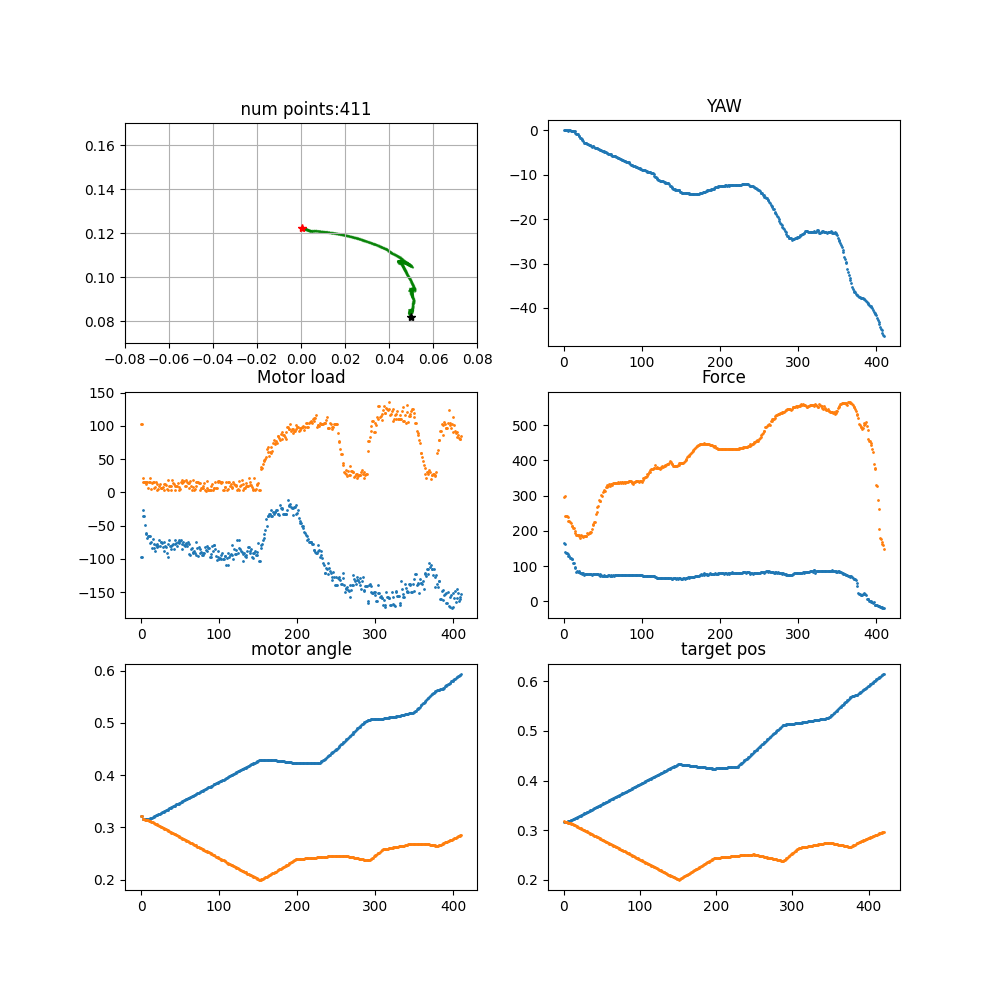 num points:411
0.16
0.14
0.12
0.10
0.08
−0.08 −0.06 −0.04 −0.02 0.00 0.02 0.04 0.06 0.08
YAW
0
−10
−20
−30
−40
0 100 200 300 400
Motor load
150
100
50
0
−50
−100
−150
0 100 200 300 400
Force
500
400
300
200
100
0
0 100 200 300 400
motor angle
0.6
0.5
0.4
0.3
0.2
0 100 200 300 400
target pos
0.6
0.5
0.4
0.3
0.2
0 100 200 300 400